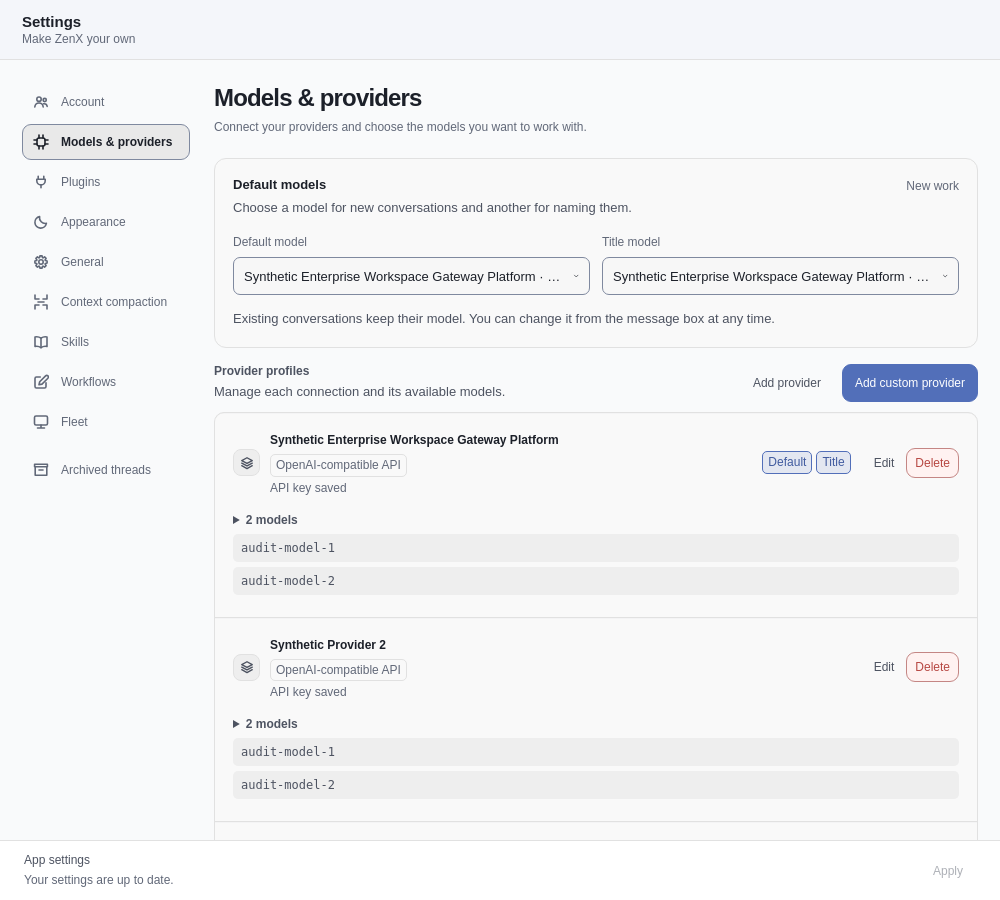 Settings
Make ZenX your own
Account
Models & providers
Plugins
Appearance
General
Context compaction
Skills
Workflows
Fleet
Archived threads
Models & providers
Connect your providers and choose the models you want to work with.
Default models
New work
Choose a model for new conversations and another for naming them.
Default model
Title model
Synthetic Enterprise Workspace Gateway Platform · …
Synthetic Enterprise Workspace Gateway Platform · …
Existing conversations keep their model. You can change it from the message box at any time.
Provider profiles
Manage each connection and its available models.
Add provider
Add custom provider
Synthetic Enterprise Workspace Gateway Platform
OpenAI-compatible API
API key saved
Default
Title
Edit
Delete
2 models
audit-model-1
audit-model-2
Synthetic Provider 2
OpenAI-compatible API
API key saved
Edit
Delete
2 models
audit-model-1
audit-model-2
App settings
Your settings are up to date.
Apply